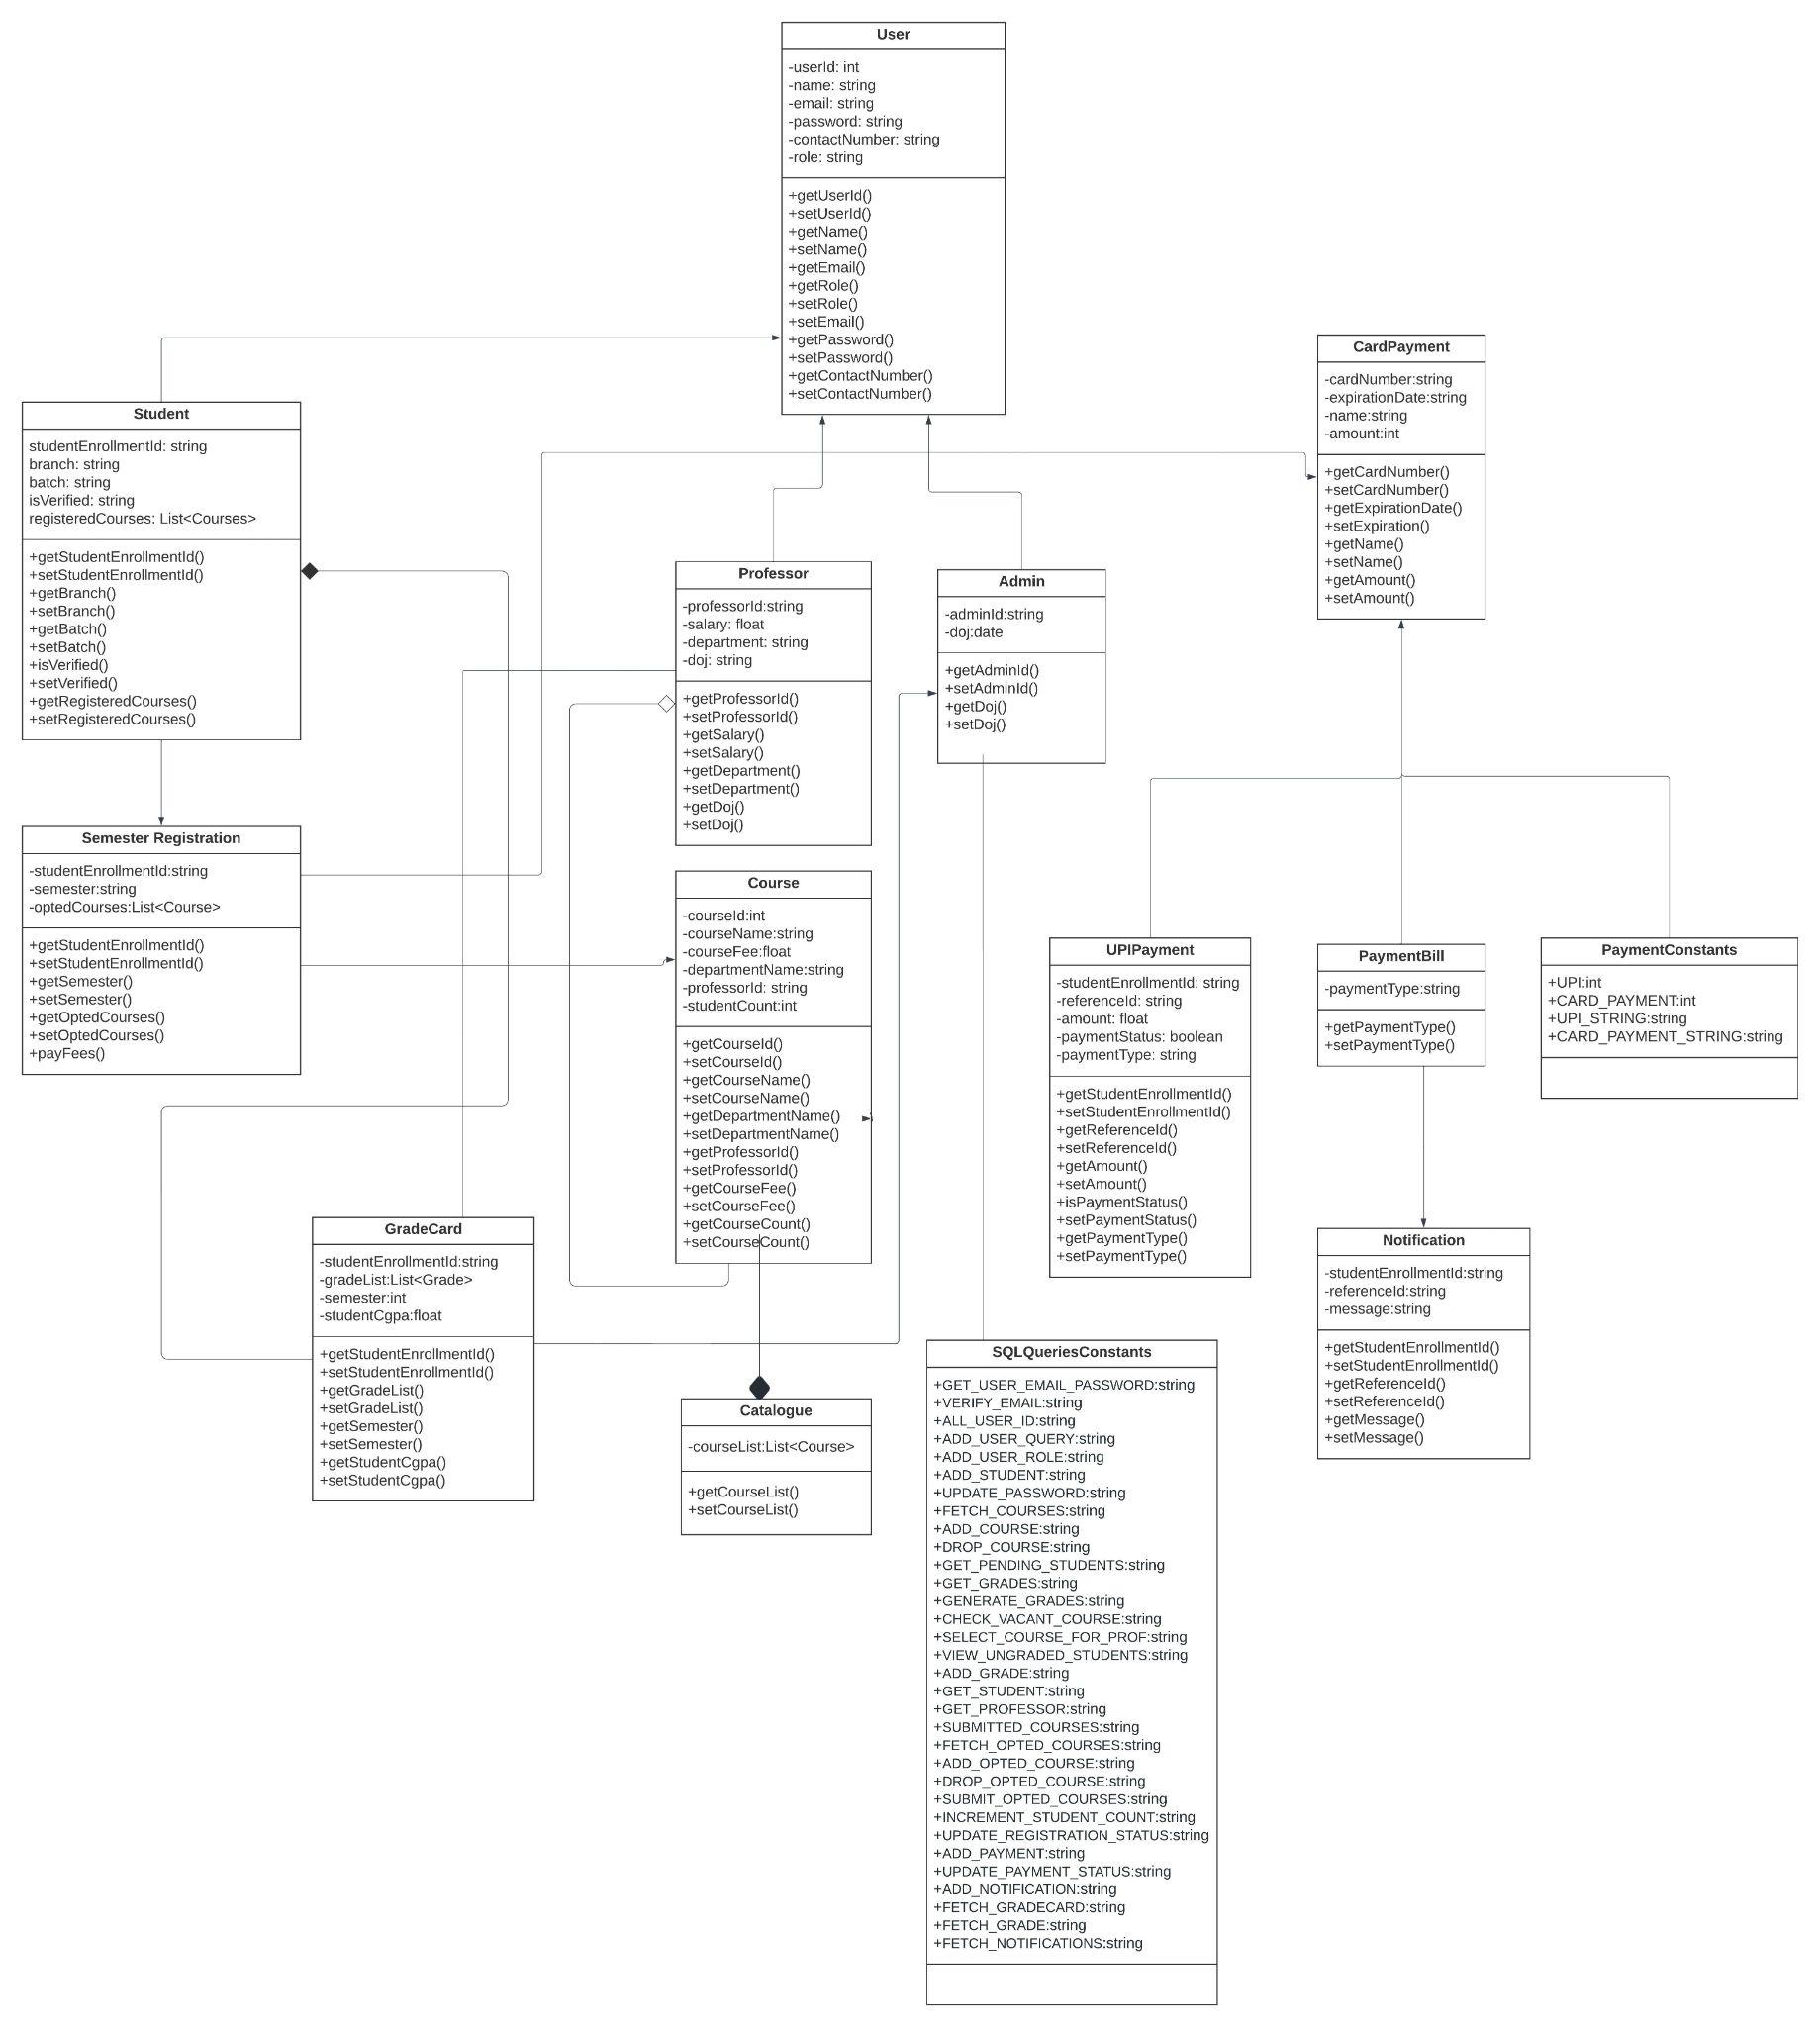 User
-userId: int
-name: string
-email: string
-password: string
-contactNumber: string
-role: string
+getUserId()
+setUserId()
+getName()
+setName()
+getEmail()
+getRole()
+setRole()
+setEmail()
+getPassword()
+setPassword()
+getContactNumber()
+setContactNumber()
CardPayment
-cardNumber:string
-expirationDate:string
-name:string
-amount:int
+getCardNumber()
+setCardNumber()
+getExpirationDate()
+setExpiration()
+getName()
+setName()
+getAmount()
+setAmount()
Student
studentEnrollmentId: string
branch: string
batch: string
isVerified: string
registeredCourses: List<Courses>
+getStudentEnrollmentId()
+setStudentEnrollmentId()
+getBranch()
+setBranch()
+getBatch()
+setBatch()
+isVerified()
+setVerified()
+getRegisteredCourses()
+setRegisteredCourses()
Professor
-professorId:string
-salary: float
-department: string
-doj: string
+getProfessorId()
+setProfessorId()
+getSalary()
+setSalary()
+getDepartment()
+setDepartment()
+getDoj()
+setDoj()
Admin
-adminId:string
-doj:date
+getAdminId()
+setAdminId()
+getDoj()
+setDoj()
Semester Registration
-studentEnrollmentId:string
-semester:string
-optedCourses:List<Course>
+getStudentEnrollmentId()
+setStudentEnrollmentId()
+getSemester()
+setSemester()
+getOptedCourses()
+setOptedCourses()
+payFees()
Course
-courseId:int
-courseName:string
-courseFee:float
-departmentName:string
-professorId: string
-studentCount:int
+getCourseId()
+setCourseId()
+getCourseName()
+setCourseName()
+getDepartmentName()
+setDepartmentName()
+getProfessorId()
+setProfessorId()
+getCourseFee()
+setCourseFee()
+getCourseCount()
+setCourseCount()
UPIPayment
-studentEnrollmentId: string
-referenceId: string
-amount: float
-paymentStatus: boolean
-paymentType: string
+getStudentEnrollmentId()
+setStudentEnrollmentId()
+getReferenceId()
+setReferenceId()
+getAmount()
+setAmount()
+isPaymentStatus()
+setPaymentStatus()
+getPaymentType()
+setPaymentType()
PaymentBill
-paymentType:string
+getPaymentType()
+setPaymentType()
PaymentConstants
+UPI:int
+CARD_PAYMENT:int
+UPI_STRING:string
+CARD_PAYMENT_STRING:string
GradeCard
-studentEnrollmentId:string
-gradeList:List<Grade>
-semester:int
-studentCgpa:float
+getStudentEnrollmentId()
+setStudentEnrollmentId()
+getGradeList()
+setGradeList()
+getSemester()
+setSemester()
+getStudentCgpa()
+setStudentCgpa()
Notification
-studentEnrollmentId:string
-referenceId:string
-message:string
+getStudentEnrollmentId()
+setStudentEnrollmentId()
+getReferenceId()
+setReferenceId()
+getMessage()
+setMessage()
Catalogue
-courseList:List<Course>
+getCourseList()
+setCourseList()
SQLQueriesConstants
+GET_USER_EMAIL_PASSWORD:string
+VERIFY_EMAIL:string
+ALL_USER_ID:string
+ADD_USER_QUERY:string
+ADD_USER_ROLE:string
+ADD_STUDENT:string
+UPDATE_PASSWORD:string
+FETCH_COURSES:string
+ADD_COURSE:string
+DROP_COURSE:string
+GET_PENDING_STUDENTS:string
+GET_GRADES:string
+GENERATE_GRADES:string
+CHECK_VACANT_COURSE:string
+SELECT_COURSE_FOR_PROF:string
+VIEW_UNGRADED_STUDENTS:string
+ADD_GRADE:string
+GET_STUDENT:string
+GET_PROFESSOR:string
+SUBMITTED_COURSES:string
+FETCH_OPTED_COURSES:string
+ADD_OPTED_COURSE:string
+DROP_OPTED_COURSE:string
+SUBMIT_OPTED_COURSES:string
+INCREMENT_STUDENT_COUNT:string
+UPDATE_REGISTRATION_STATUS:string
+ADD_PAYMENT:string
+UPDATE_PAYMENT_STATUS:string
+ADD_NOTIFICATION:string
+FETCH_GRADECARD:string
+FETCH_GRADE:string
+FETCH_NOTIFICATIONS:string